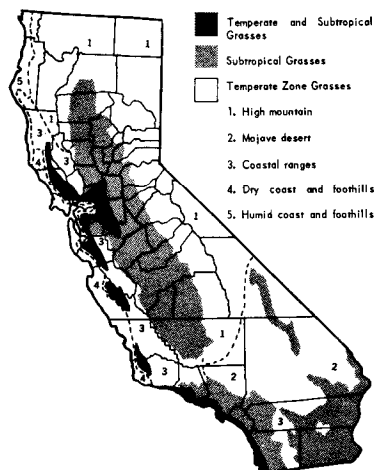 Temperate and Subtropical
Grasses
Subtropical Grasses
Temperate Zone Grasses
1. High mountain
2. Mojave desert
3. Coastal ranges
4. Dry coast and foothills
5. Humid coast and foothills
1
1
5
1
3
4
3
3
1
4
3
1
2
2
4
3
3